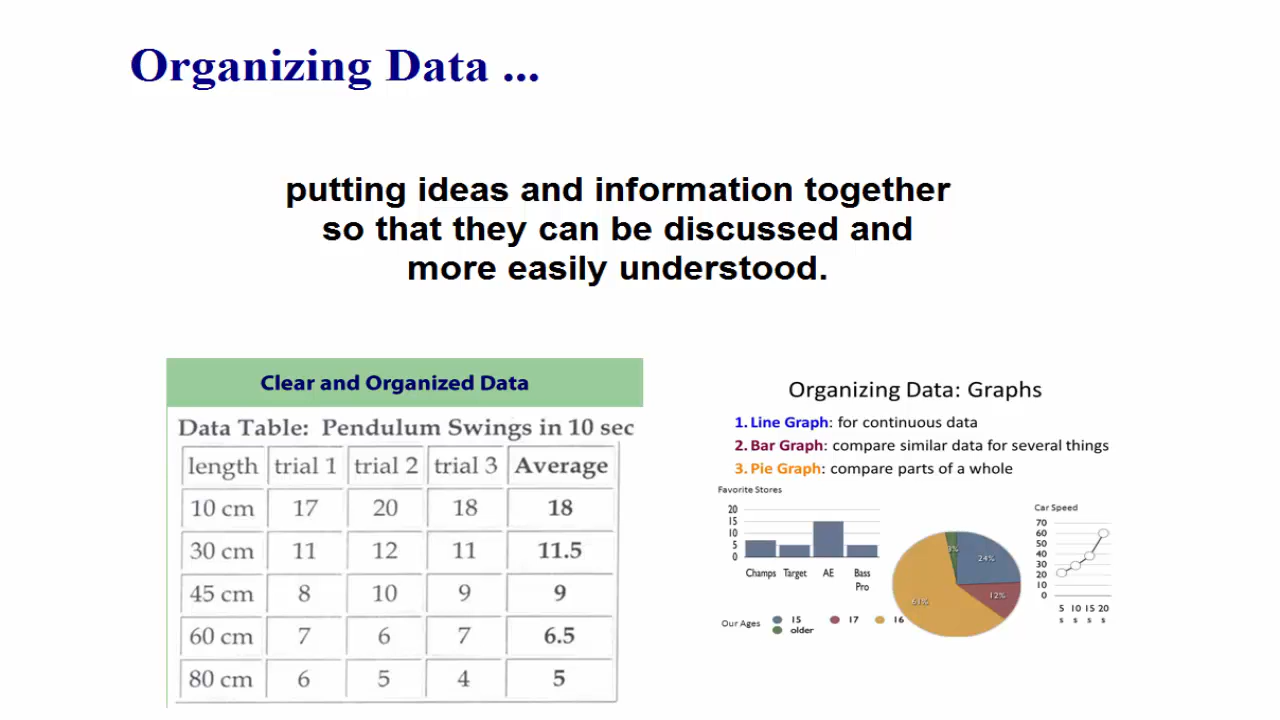 Organizing Data ...
putting ideas and information together
so that they can be discussed and
more easily understood.
Clear and Organized Data
Data Table: Pendulum Swings in 10 sec
length trial 1 trial 2 trial 3 Average
10 cm 17 20 18 18
30 cm 11 12 11 11.5
45 cm 8 10 9 9
60 cm 7 6 7 6.5
80 cm 6 5 4 5
Organizing Data: Graphs
1. Line Graph: for continuous data
2. Bar Graph: compare similar data for several things
3. Pie Graph: compare parts of a whole
Favorite Stores
20
15
10
5
0
Champs Target AE Bass
Pro
Our Ages 15 17 16
older
3%
24%
12%
61%
Car Speed
70
60
50
40
30
20
10
0
5 10 15 20
s s s s